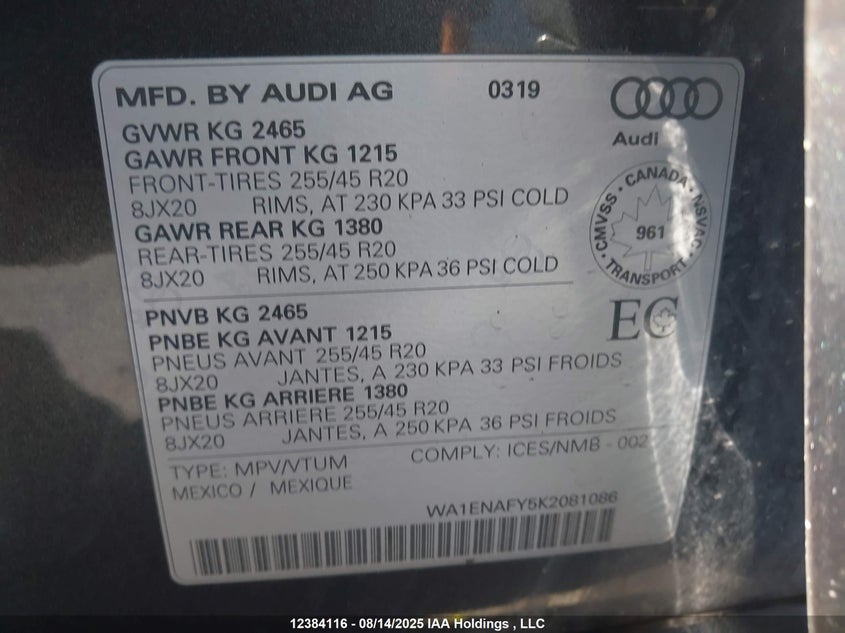 MFD. BY AUDI AG 0319
Audi
GVWR KG 2465
GAWR FRONT KG 1215
FRONT-TIRES 255/45 R20
8JX20 RIMS, AT 230 KPA 33 PSI COLD
GAWR REAR KG 1380
REAR-TIRES 255/45 R20
8JX20 RIMS, AT 250 KPA 36 PSI COLD
CMVSS • CANADA • NSVAC • TRANSPORT •
961
EC
PNVB KG 2465
PNBE KG AVANT 1215
PNEUS AVANT 255/45 R20
8JX20 JANTES, A 230 KPA 33 PSI FROIDS
PNBE KG ARRIERE 1380
PNEUS ARRIERE 255/45 R20
8JX20 JANTES, A 250 KPA 36 PSI FROIDS
TYPE: MPV/VTUM COMPLY: ICES/NMB - 002
MEXICO / MEXIQUE
WA1ENAFY5K2081086
12384116 - 08/14/2025 IAA Holdings , LLC